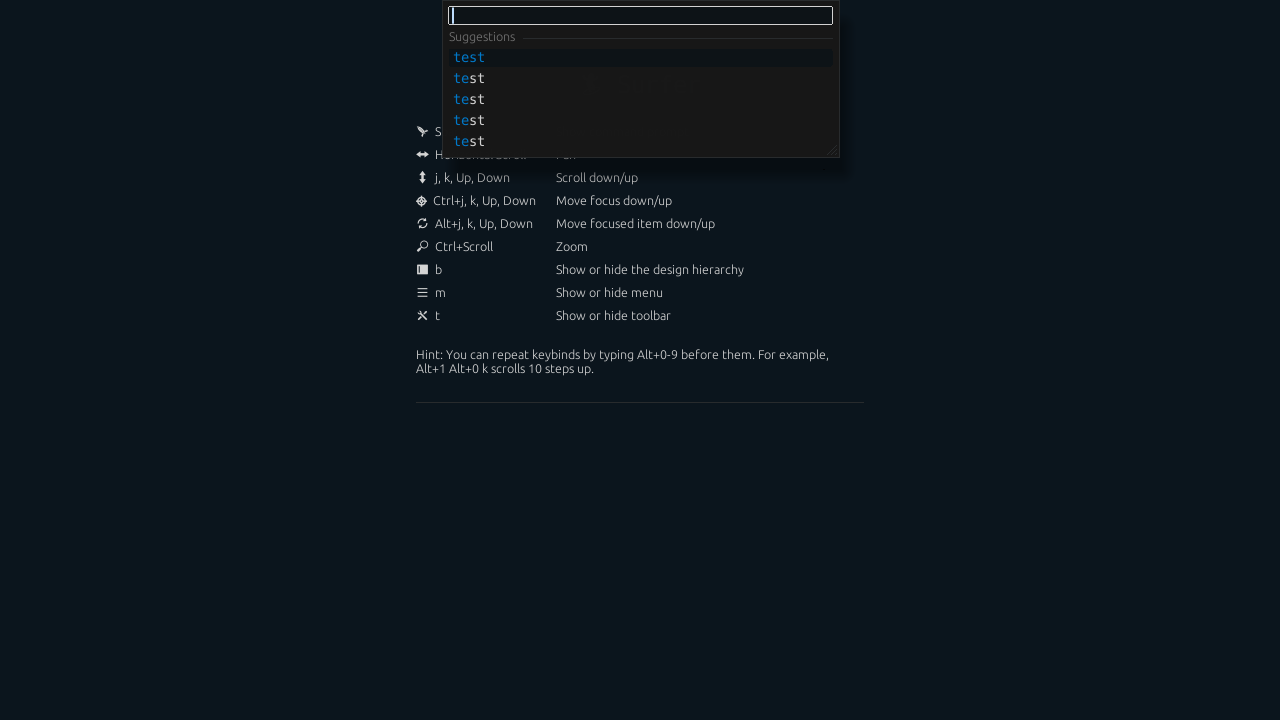 Suggestions
test
test
test
test
test
j, k, Up, Down Scroll down/up
Ctrl+j, k, Up, Down Move focus down/up
Alt+j, k, Up, Down Move focused item down/up
Ctrl+Scroll Zoom
b Show or hide the design hierarchy
m Show or hide menu
t Show or hide toolbar
Hint: You can repeat keybinds by typing Alt+0-9 before them. For example,
Alt+1 Alt+0 k scrolls 10 steps up.